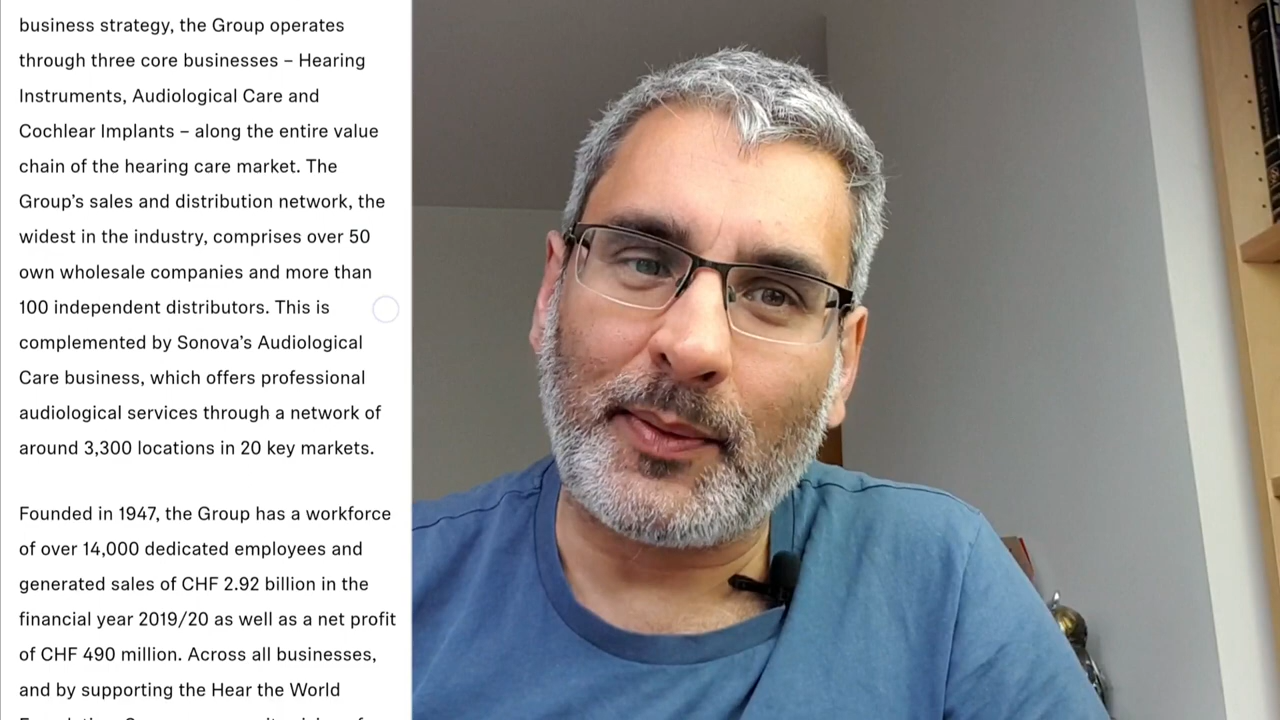 business strategy, the Group operates
through three core businesses – Hearing
Instruments, Audiological Care and
Cochlear Implants – along the entire value
chain of the hearing care market. The
Group’s sales and distribution network, the
widest in the industry, comprises over 50
own wholesale companies and more than
100 independent distributors. This is
complemented by Sonova’s Audiological
Care business, which offers professional
audiological services through a network of
around 3,300 locations in 20 key markets.
Founded in 1947, the Group has a workforce
of over 14,000 dedicated employees and
generated sales of CHF 2.92 billion in the
financial year 2019/20 as well as a net profit
of CHF 490 million. Across all businesses,
and by supporting the Hear the World